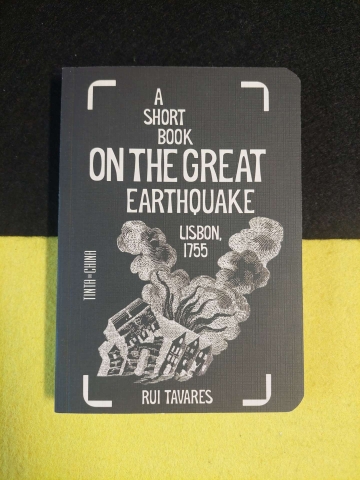 A
SHORT
BOOK
ON THE GREAT
EARTHQUAKE
LISBON,
1755
TINTA-DA-CHINA
RUI TAVARES